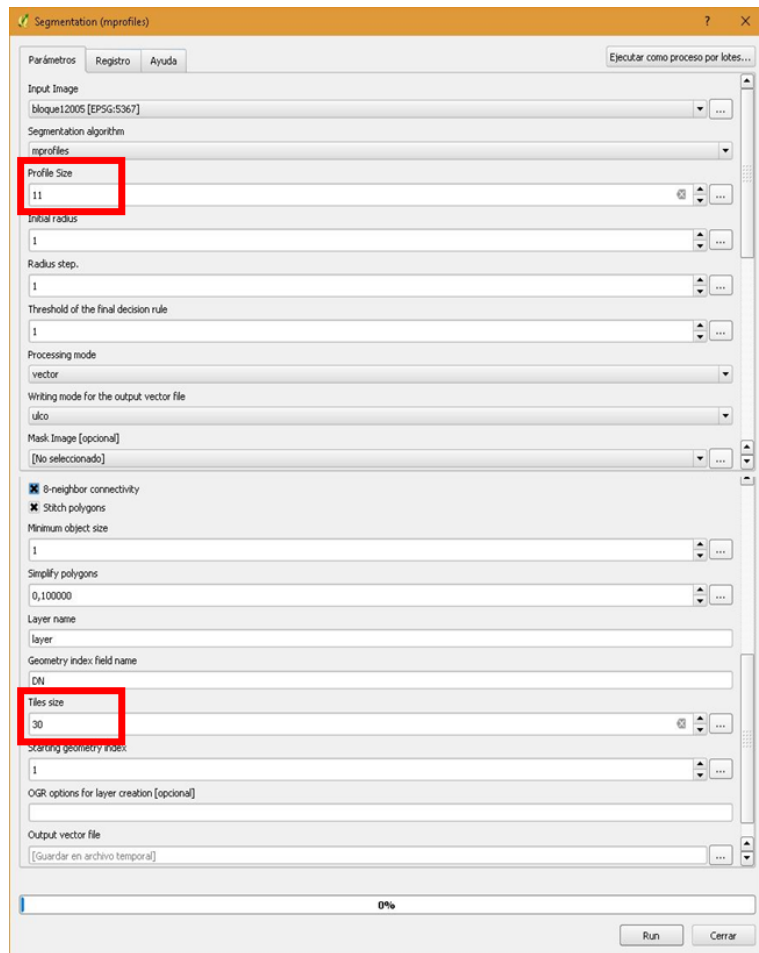 Segmentation (mprofiles)
? ✕
Parámetros Registro Ayuda
Ejecutar como proceso por lotes...
Input Image
bloque12005 [EPSG:5367]
...
Segmentation algorithm
mprofiles
Profile Size
11
...
Initial radius
1
...
Radius step.
1
...
Threshold of the final decision rule
1
...
Processing mode
vector
Writing mode for the output vector file
ulco
Mask Image [opcional]
[No seleccionado]
...
8-neighbor connectivity
Stitch polygons
Minimum object size
1
...
Simplify polygons
0,100000
...
Layer name
layer
Geometry index field name
DN
Tiles size
30
...
Starting geometry index
1
...
OGR options for layer creation [opcional]
Output vector file
[Guardar en archivo temporal]
...
0%
Run Cerrar